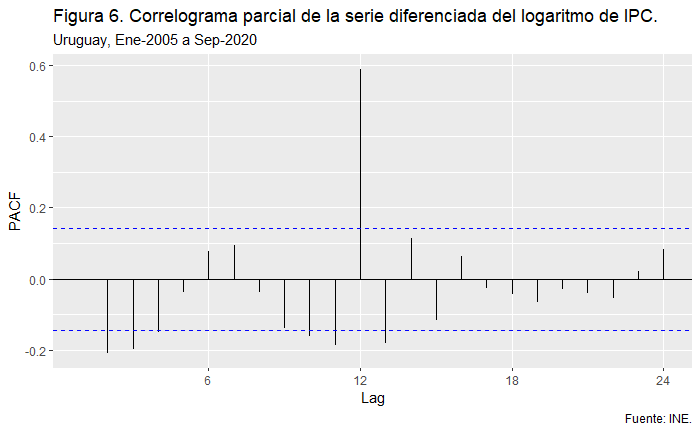 Figura 6. Correlograma parcial de la serie diferenciada del logaritmo de IPC.
Uruguay, Ene-2005 a Sep-2020
0.6
0.4
0.2
0.0
-0.2
PACF
6 12 18 24
Lag
Fuente: INE.